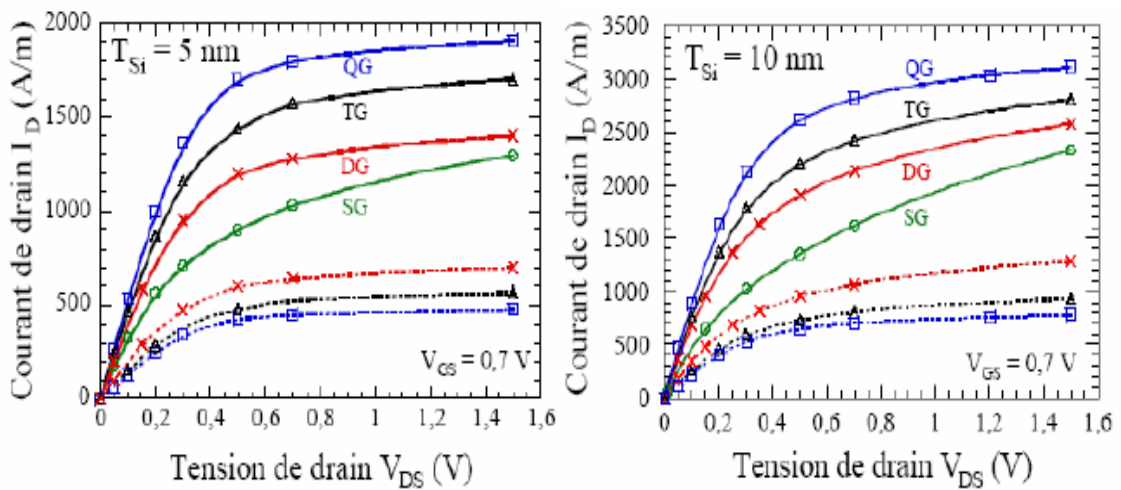 Courant de drain I_D (A/m)
2000
1500
1000
500
0
T_Si = 5 nm
QG
TG
DG
SG
V_GS = 0,7 V
0 0,2 0,4 0,6 0,8 1 1,2 1,4 1,6
Tension de drain V_DS (V)
Courant de drain I_D (A/m)
3500
3000
2500
2000
1500
1000
500
0
T_Si = 10 nm
QG
TG
DG
SG
V_GS = 0,7 V
0 0,2 0,4 0,6 0,8 1 1,2 1,4 1,6
Tension de drain V_DS (V)